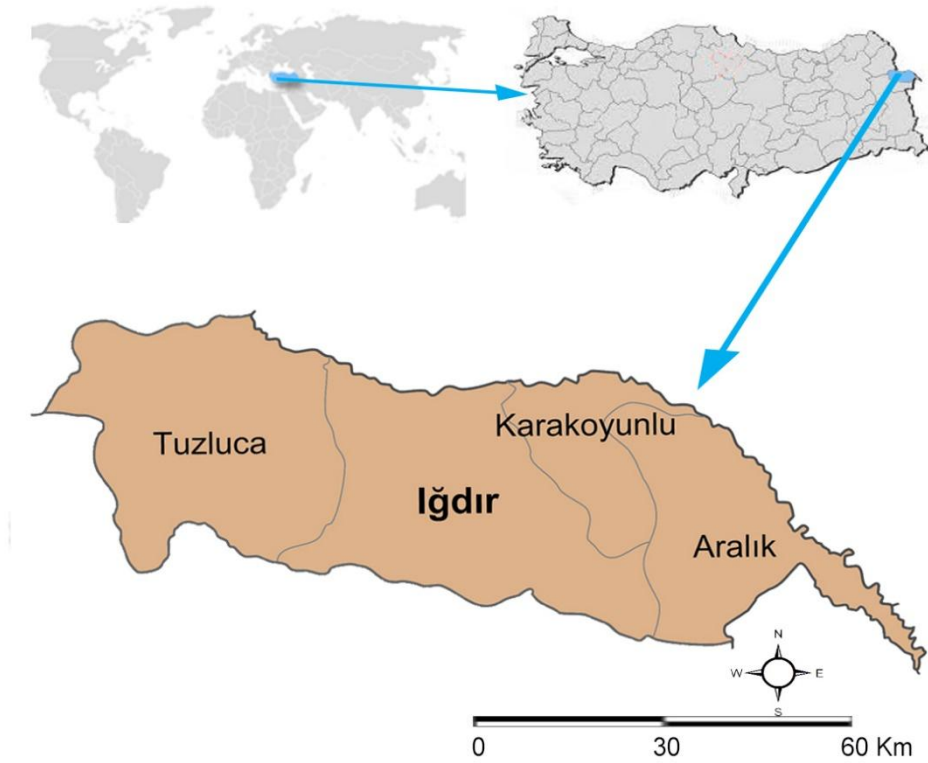 Karakoyunlu
Tuzluca
Iğdır
Aralık
N
W E
S
0 30 60 Km